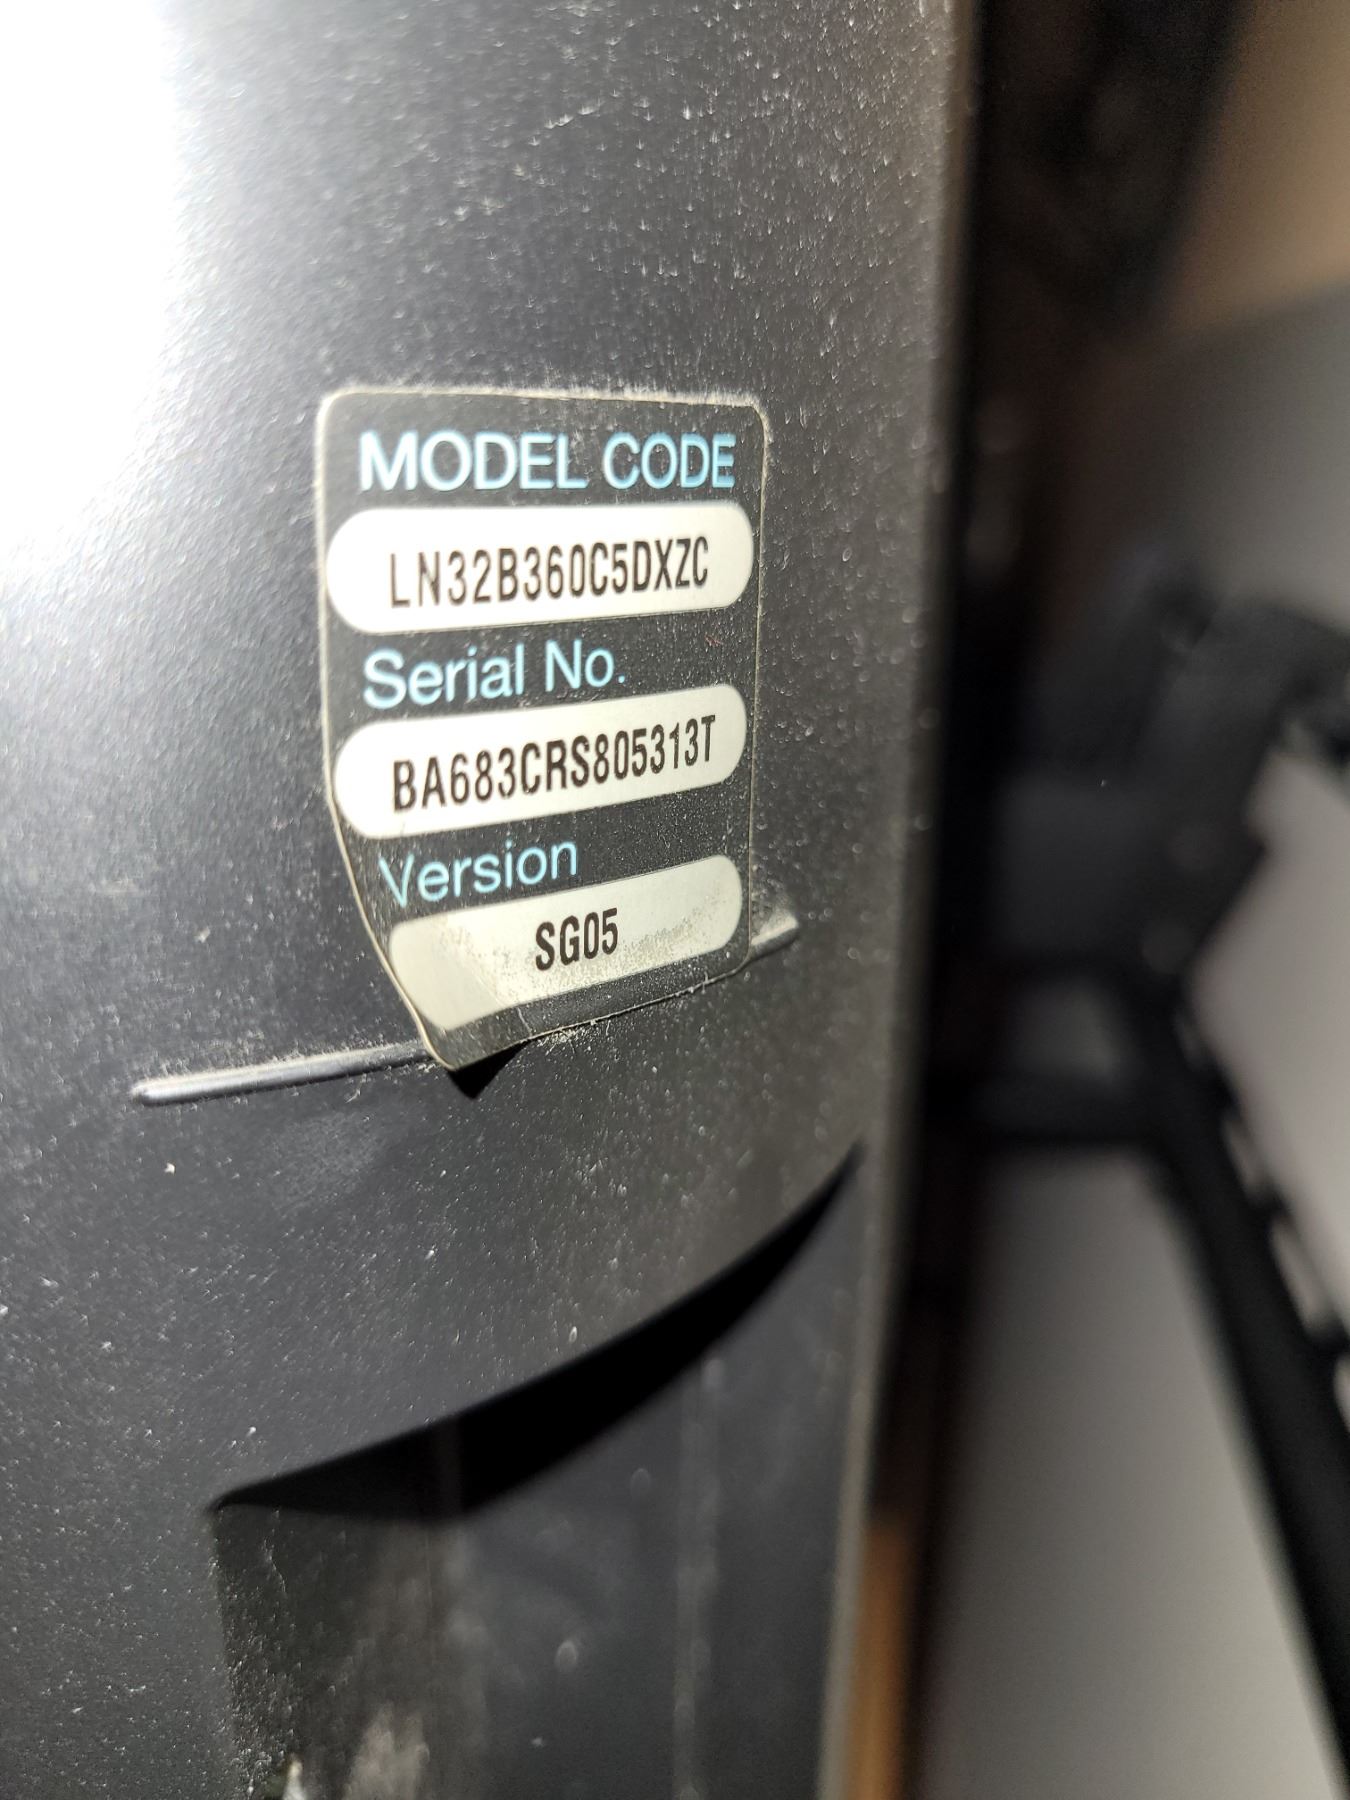 MODEL CODE
LN32B360C5DXZC
Serial No.
BA683CRS805313T
Version
SG05